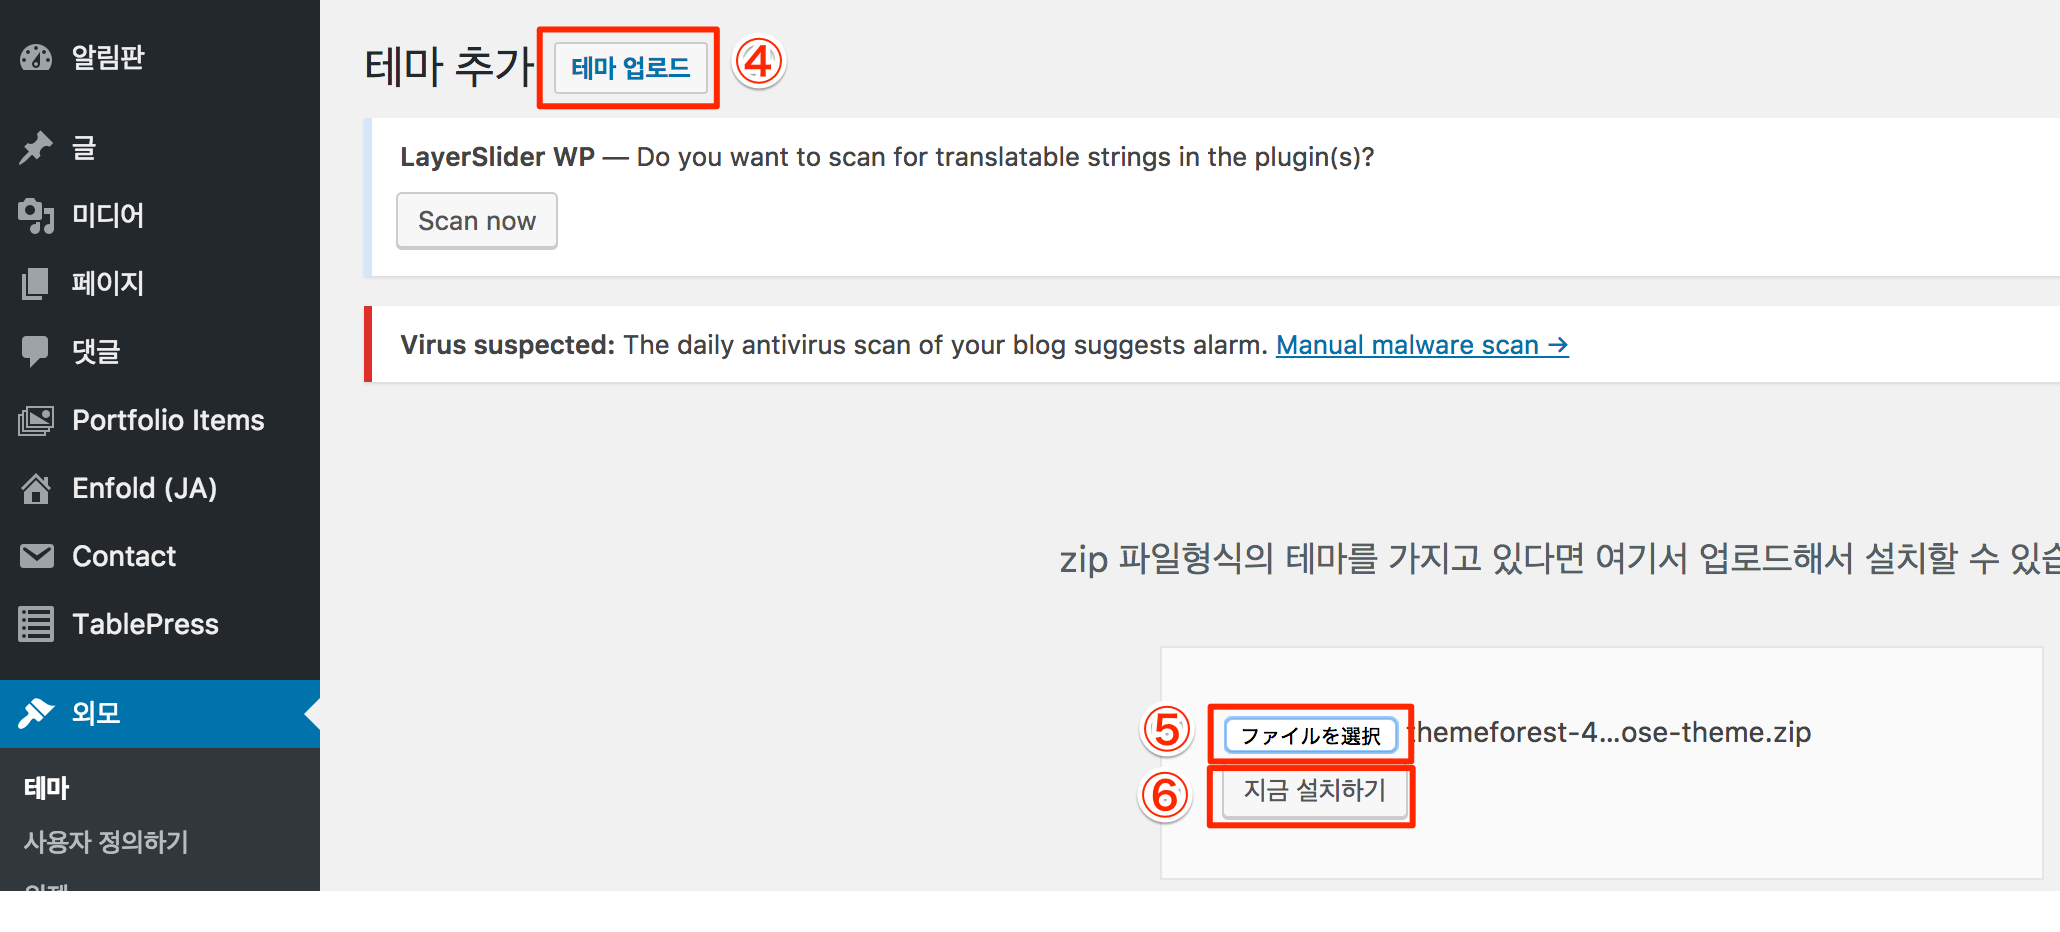 알림판
글
미디어
페이지
댓글
Portfolio Items
Enfold (JA)
Contact
TablePress
외모
테마
사용자 정의하기
테마 추가 테마 업로드 ④
LayerSlider WP — Do you want to scan for translatable strings in the plugin(s)?
Scan now
Virus suspected: The daily antivirus scan of your blog suggests alarm. Manual malware scan →
zip 파일형식의 테마를 가지고 있다면 여기서 업로드해서 설치할 수
⑤ ファイルを選択 themeforest-4...ose-theme.zip
⑥ 지금 설치하기